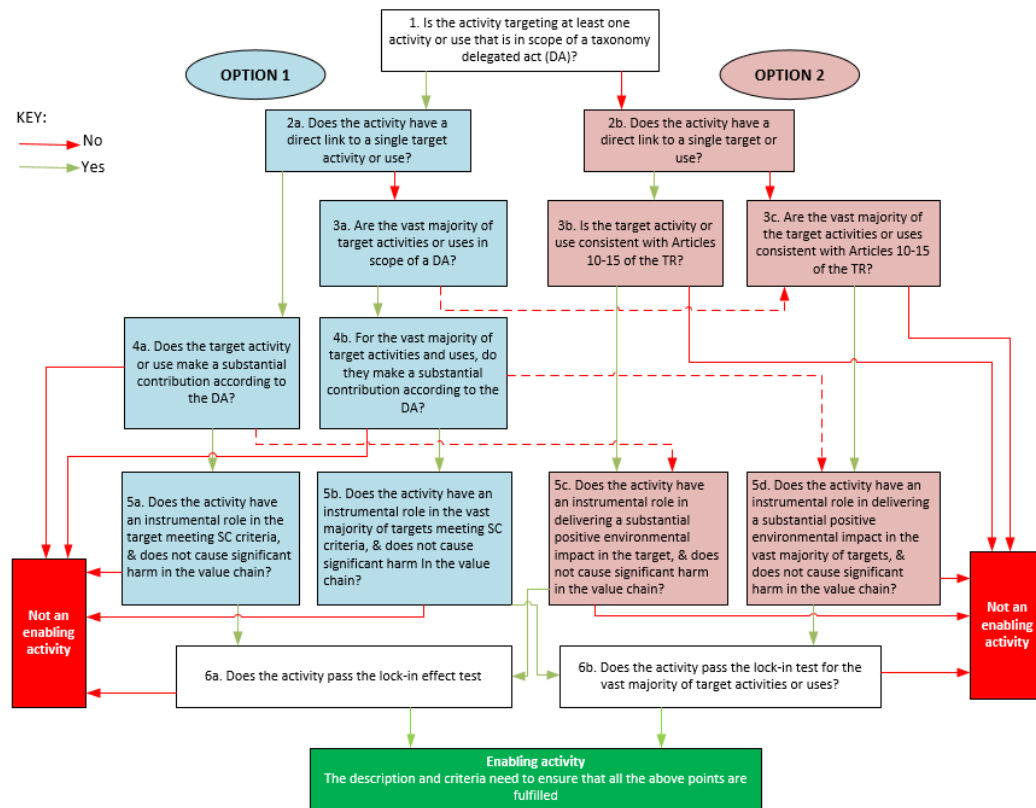 1. Is the activity targeting at least one
activity or use that is in scope of a taxonomy
delegated act (DA)?
OPTION 1
OPTION 2
KEY:
No
Yes
2a. Does the activity have
a direct link to a single target
activity or use?
2b. Does the activity have a
direct link to a single target or
use?
3a. Are the vast majority of
target activities or uses in
scope of a DA?
3b. Is the target activity or
use consistent with Articles
10-15 of the TR?
3c. Are the vast majority of
the target activities or uses
consistent with Articles 10-15
of the TR?
4a. Does the target activity
or use make a substantial
contribution according to
the DA?
4b. For the vast majority of
target activities and uses, do
they make a substantial
contribution according to the
DA?
5a. Does the activity have
an instrumental role in the
target meeting SC criteria,
& does not cause significant
harm in the value chain?
5b. Does the activity have an
instrumental role in the vast
majority of targets meeting SC
criteria, & does not cause
significant harm In the value
chain?
5c. Does the activity have
an instrumental role in
delivering a substantial
positive environmental
impact in the target, & does
not cause significant harm
in the value chain?
5d. Does the activity have an
instrumental role in delivering
a substantial positive
environmental impact in the
vast majority of targets, &
does not cause significant
harm in the value chain?
Not an
enabling
activity
Not an
enabling
activity
6a. Does the activity pass the lock-in effect test
6b. Does the activity pass the lock-in test for the
vast majority of target activities or uses?
Enabling activity
The description and criteria need to ensure that all the above points are
fulfilled